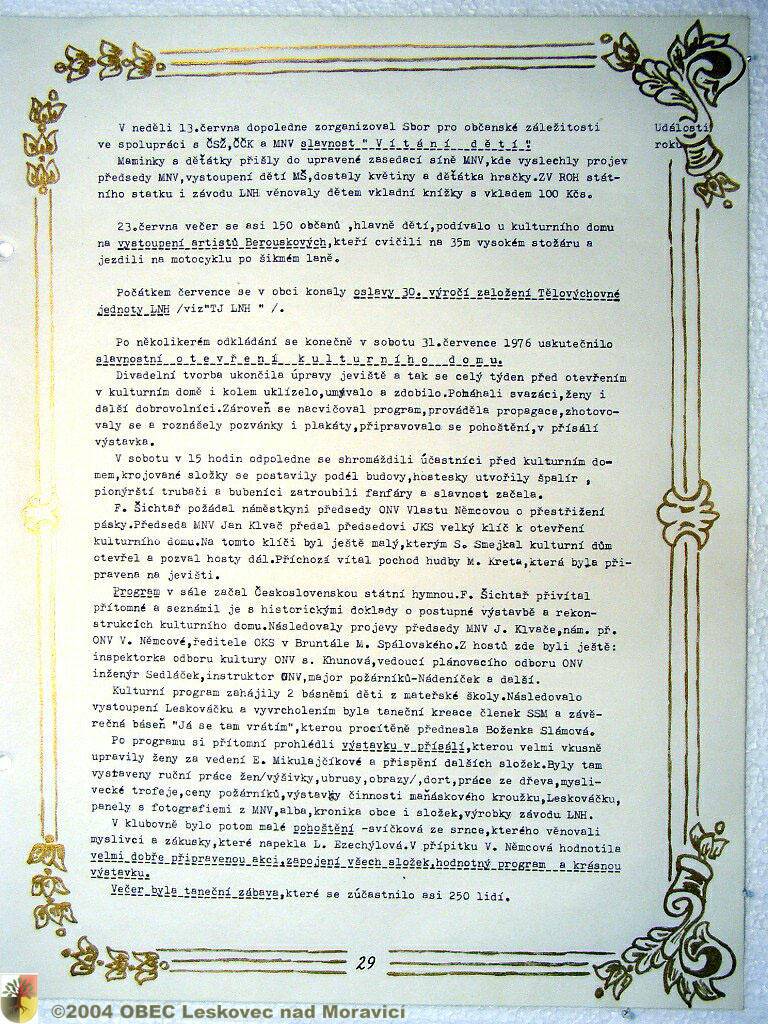 V neděli 13.června dopoledne zorganizoval Sbor pro občanské záležitosti
Události
ve spolupráci s ČSŽ,ČČK a MNV slavnost " V í t á n í   d ě t í "
roku
Maminky s děťátky přišly do upravené zasedací síně MNV,kde vyslechly projev
předsedy MNV,vystoupení dětí MŠ,dostaly květiny a děťátka hračky.ZV ROH stát-
ního statku i závodu LNH věnovaly dětem vkladní knížky s vkladem 100 Kčs.
23.června večer se asi 150 občanů ,hlavně dětí,podívalo u kulturního domu
na vystoupení artistů Berouskových,kteří cvičili na 35m vysokém stožáru a
jezdili na motocyklu po šikmém laně.
Počátkem července se v obci konaly oslavy 30. výročí založení Tělovýchovné
jednoty LNH /viz"TJ LNH " /.
Po několikerém odkládání se konečně v sobotu 31.července 1976 uskutečnilo
slavnostní o t e v ř e n í  k u l t u r n í h o  d o m u.
Divadelní tvorba ukončila úpravy jeviště a tak se celý týden před otevřením
v kulturním domě i kolem uklízelo,umývalo a zdobilo.Pomáhali svazáci,ženy i
další dobrovolníci.Zároveň se nacvičoval program,prováděla propagace,zhotovo-
valy se a roznášely pozvánky i plakáty,připravovalo se pohoštění,v přísálí
výstavka.
V sobotu v 15 hodin odpoledne se shromáždili účastníci před kulturním do-
mem,krojované složky se postavily podél budovy,hostesky utvořily špalír ,
pionýrští trubači a bubeníci zatroubili fanfáry a slavnost začala.
F. Šichtař požádal náměstkyni předsedy ONV Vlastu Němcovou o přestřižení
pásky.Předseda MNV Jan Klvač předal předsedovi JKS velký klíč k otevření
kulturního domu.Na tomto klíči byl ještě malý,kterým S. Smejkal kulturní dům
otevřel a pozval hosty dál.Příchozí vítal pochod hudby M. Kreta,která byla při-
pravena na jevišti.
Program v sále začal Československou státní hymnou.F. Šichtař přivítal
přítomné a seznámil je s historickými doklady o postupné výstavbě a rekon-
strukcích kulturního domu.Následovaly projevy předsedy MNV J. Klvače,nám. př.
ONV V. Němcové,ředitele OKS v Bruntále M. Spálovského.Z hostů zde byli ještě:
inspektorka odboru kultury ONV s. Khunová,vedoucí plánovacího odboru ONV
inženýr Sedláček,instruktor ONV,major požárníků-Nádeníček a další.
Kulturní program zahájily 2 básněmi děti z mateřské školy.Následovalo
vystoupení Leskováčku a vyvrcholením byla taneční kreace členek SSM a závě-
rečná báseň "Já se tam vrátím",kterou procítěně přednesla Boženka Slámová.
Po programu si přítomní prohlédli výstavku v přísálí,kterou velmi vkusně
upravily ženy za vedení E. Mikulajčíkové a přispění dalších složek.Byly tam
vystaveny ruční práce žen/výšivky,ubrusy,obrazy/,dort,práce ze dřeva,mysli-
vecké trofeje,ceny požárníků,výstavky činnosti maňáskového kroužku,Leskováčku,
panely s fotografiemi z MNV,alba,kronika obce i složek,výrobky závodu LNH.
V klubovně bylo potom malé pohoštění -svíčková ze srnce,kterého věnovali
myslivci a zákusky,které napekla L. Ezechýlová.V přípitku V. Němcová hodnotila
velmi dobře připravenou akci,zapojení všech složek,hodnotný program  a krásnou
výstavku.
Večer byla taneční zábava,které se zúčastnilo asi 250 lidí.
29
©2004 OBEC Leskovec nad Moravicí